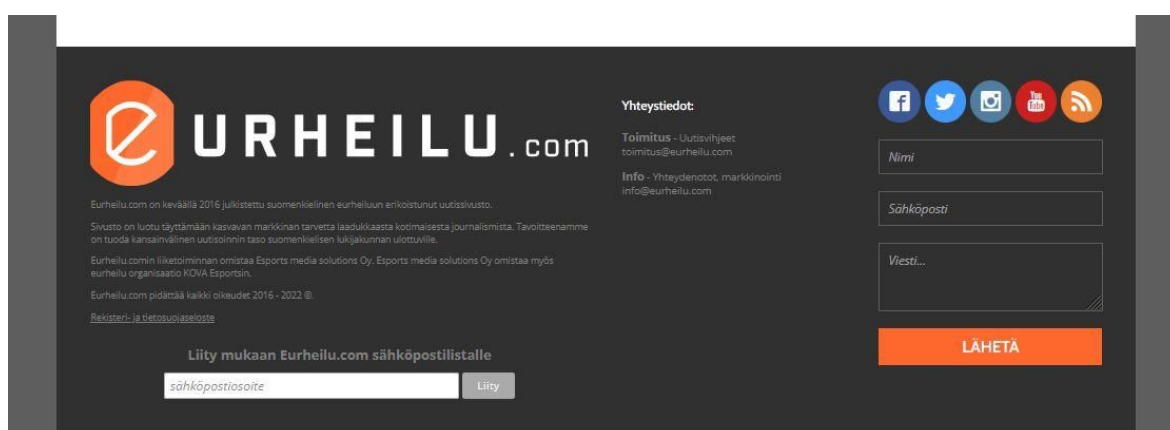 eURHEILU.com
Eurheilu.com on keväällä 2016 julkistettu suomenkielinen eurheiluun erikoistunut uutissivusto.
Sivusto on luotu täyttämään kasvavan markkinan tarvetta laadukkaasta kotimaisesta journalismista. Tavoitteenamme
on tuoda kansainvälinen uutisoinnin taso suomenkielisen lukijakunnan ulottuville.
Eurheilu.comin liiketoiminnan omistaa Esports media solutions Oy. Esports media solutions Oy omistaa myös
eurheilu organisaatio KOVA Esportsin.
Eurheilu.com pidättää kaikki oikeudet 2016 - 2022 ©.
Rekisteri- ja tietosuojaseloste
Liity mukaan Eurheilu.com sähköpostilistalle
sähköpostiosoite
Liity
Yhteystiedot:
Toimitus - Uutisvihjeet
toimitus@eurheilu.com
Info - Yhteydenotot, markkinointi
info@eurheilu.com
You
Tube
Nimi
Sähköposti
Viesti...
LÄHETÄ